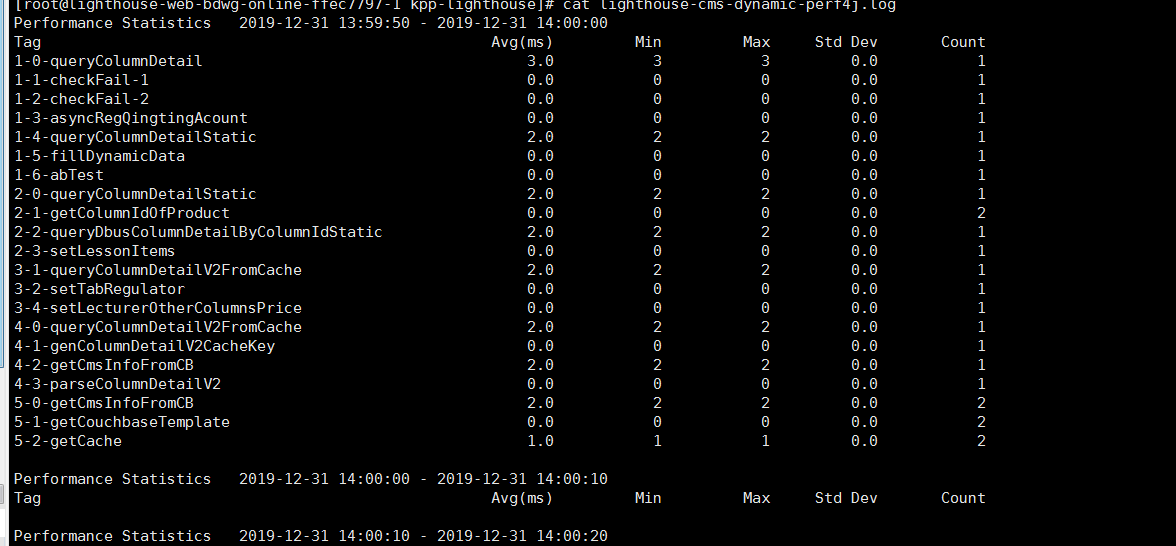 [root@lighthouse-web-bdwg-online-ffec7797-1 kpp-lighthouse]# cat lighthouse-cms-dynamic-perf4j.log
Performance Statistics   2019-12-31 13:59:50 - 2019-12-31 14:00:00
Tag Avg(ms) Min Max Std Dev Count
1-0-queryColumnDetail 3.0 3 3 0.0 1
1-1-checkFail-1 0.0 0 0 0.0 1
1-2-checkFail-2 0.0 0 0 0.0 1
1-3-asyncRegQingtingAcount 0.0 0 0 0.0 1
1-4-queryColumnDetailStatic 2.0 2 2 0.0 1
1-5-fillDynamicData 0.0 0 0 0.0 1
1-6-abTest 0.0 0 0 0.0 1
2-0-queryColumnDetailStatic 2.0 2 2 0.0 1
2-1-getColumnIdOfProduct 0.0 0 0 0.0 2
2-2-queryDbusColumnDetailByColumnIdStatic 2.0 2 2 0.0 1
2-3-setLessonItems 0.0 0 0 0.0 1
3-1-queryColumnDetailV2FromCache 2.0 2 2 0.0 1
3-2-setTabRegulator 0.0 0 0 0.0 1
3-4-setLecturerOtherColumnsPrice 0.0 0 0 0.0 1
4-0-queryColumnDetailV2FromCache 2.0 2 2 0.0 1
4-1-genColumnDetailV2CacheKey 0.0 0 0 0.0 1
4-2-getCmsInfoFromCB 2.0 2 2 0.0 1
4-3-parseColumnDetailV2 0.0 0 0 0.0 1
5-0-getCmsInfoFromCB 2.0 2 2 0.0 2
5-1-getCouchbaseTemplate 0.0 0 0 0.0 2
5-2-getCache 1.0 1 1 0.0 2
Performance Statistics   2019-12-31 14:00:00 - 2019-12-31 14:00:10
Tag Avg(ms) Min Max Std Dev Count
Performance Statistics   2019-12-31 14:00:10 - 2019-12-31 14:00:20